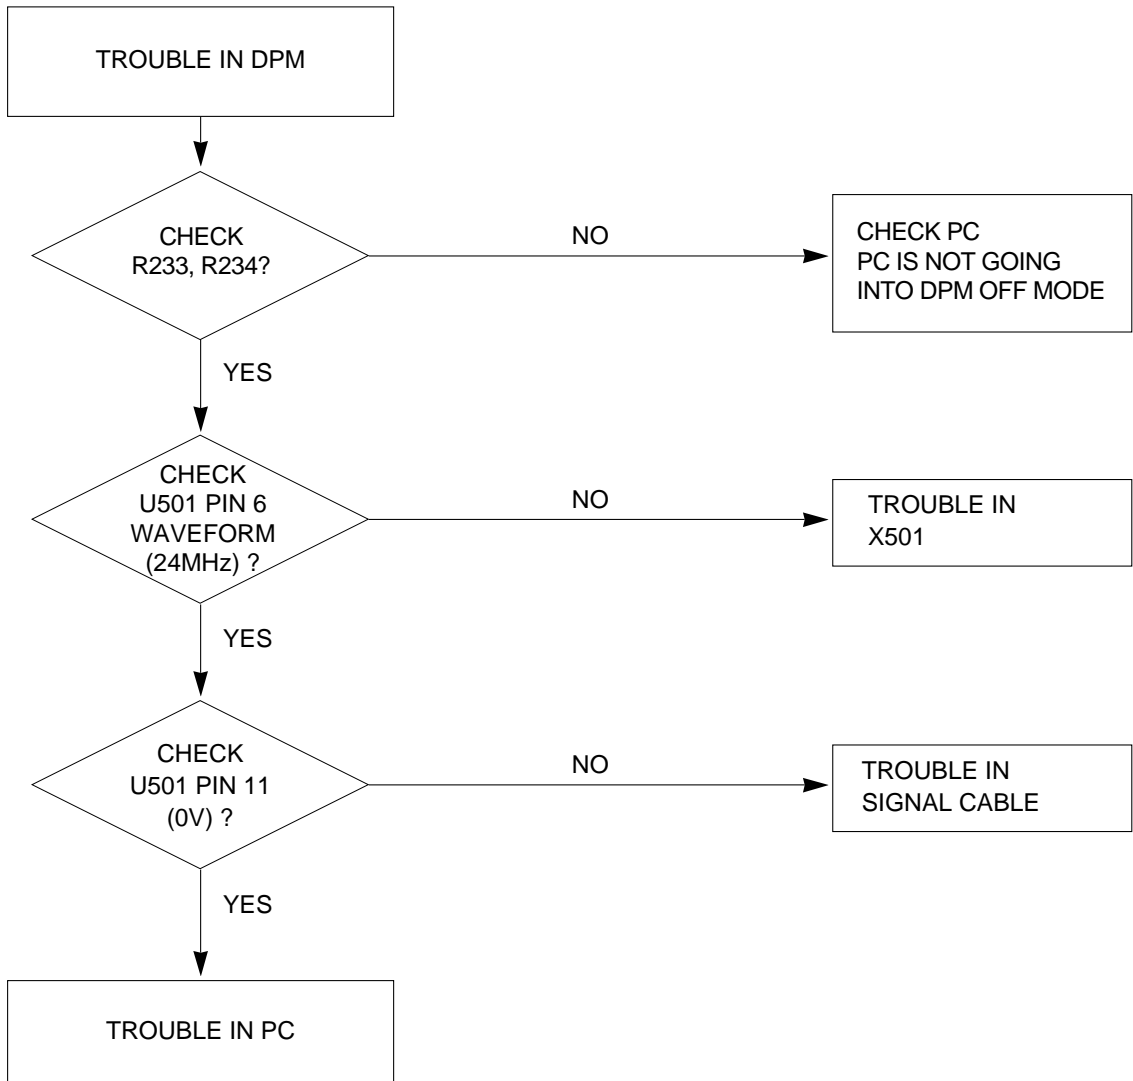 TROUBLE IN DPM
CHECK
R233, R234?
NO
CHECK PC
PC IS NOT GOING
INTO DPM OFF MODE
YES
CHECK
U501 PIN 6
WAVEFORM
(24MHz) ?
NO
TROUBLE IN
X501
YES
CHECK
U501 PIN 11
(0V) ?
NO
TROUBLE IN
SIGNAL CABLE
YES
TROUBLE IN PC